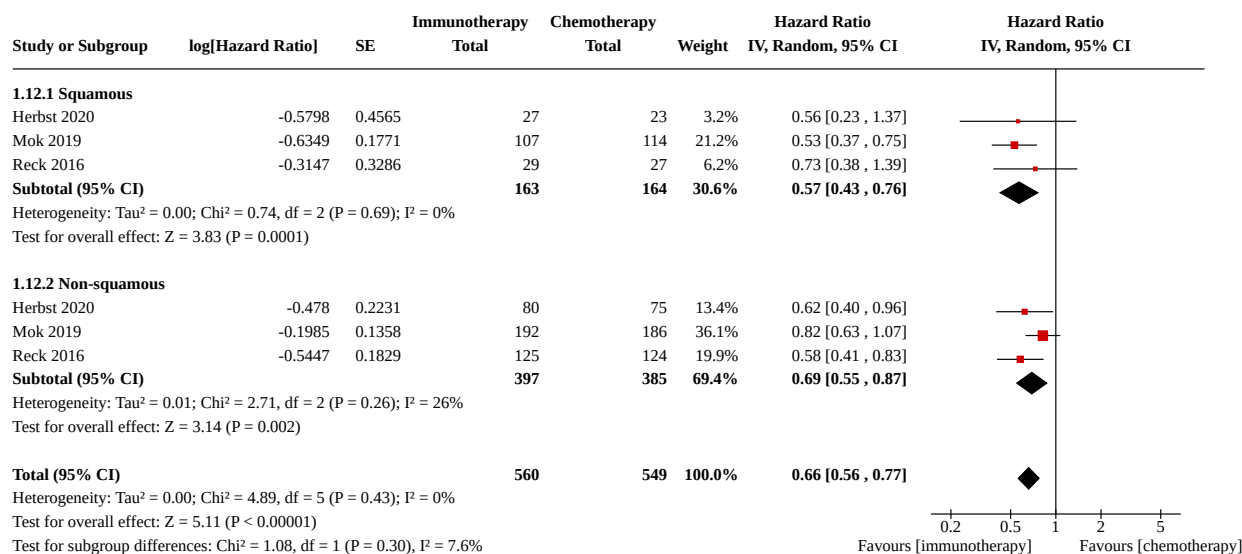 Immunotherapy Chemotherapy Hazard Ratio Hazard Ratio
Study or Subgroup log[Hazard Ratio] SE Total Total Weight IV, Random, 95% CI IV, Random, 95% CI
1.12.1 Squamous
Herbst 2020 -0.5798 0.4565 27 23 3.2% 0.56 [0.23 , 1.37]
Mok 2019 -0.6349 0.1771 107 114 21.2% 0.53 [0.37 , 0.75]
Reck 2016 -0.3147 0.3286 29 27 6.2% 0.73 [0.38 , 1.39]
Subtotal (95% CI) 163 164 30.6% 0.57 [0.43 , 0.76]
Heterogeneity: Tau² = 0.00; Chi² = 0.74, df = 2 (P = 0.69); I² = 0%
Test for overall effect: Z = 3.83 (P = 0.0001)
1.12.2 Non-squamous
Herbst 2020 -0.478 0.2231 80 75 13.4% 0.62 [0.40 , 0.96]
Mok 2019 -0.1985 0.1358 192 186 36.1% 0.82 [0.63 , 1.07]
Reck 2016 -0.5447 0.1829 125 124 19.9% 0.58 [0.41 , 0.83]
Subtotal (95% CI) 397 385 69.4% 0.69 [0.55 , 0.87]
Heterogeneity: Tau² = 0.01; Chi² = 2.71, df = 2 (P = 0.26); I² = 26%
Test for overall effect: Z = 3.14 (P = 0.002)
Total (95% CI) 560 549 100.0% 0.66 [0.56 , 0.77]
Heterogeneity: Tau² = 0.00; Chi² = 4.89, df = 5 (P = 0.43); I² = 0%
Test for overall effect: Z = 5.11 (P < 0.00001)
0.2 0.5 1 2 5
Test for subgroup differences: Chi² = 1.08, df = 1 (P = 0.30), I² = 7.6%
Favours [immunotherapy] Favours [chemotherapy]